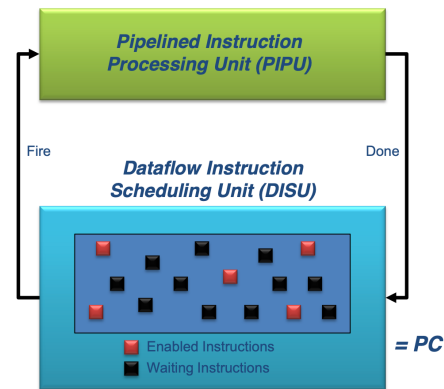 Pipelined Instruction
Processing Unit (PIPU)
Fire
Done
Dataflow Instruction
Scheduling Unit (DISU)
Enabled Instructions
Waiting Instructions
= PC